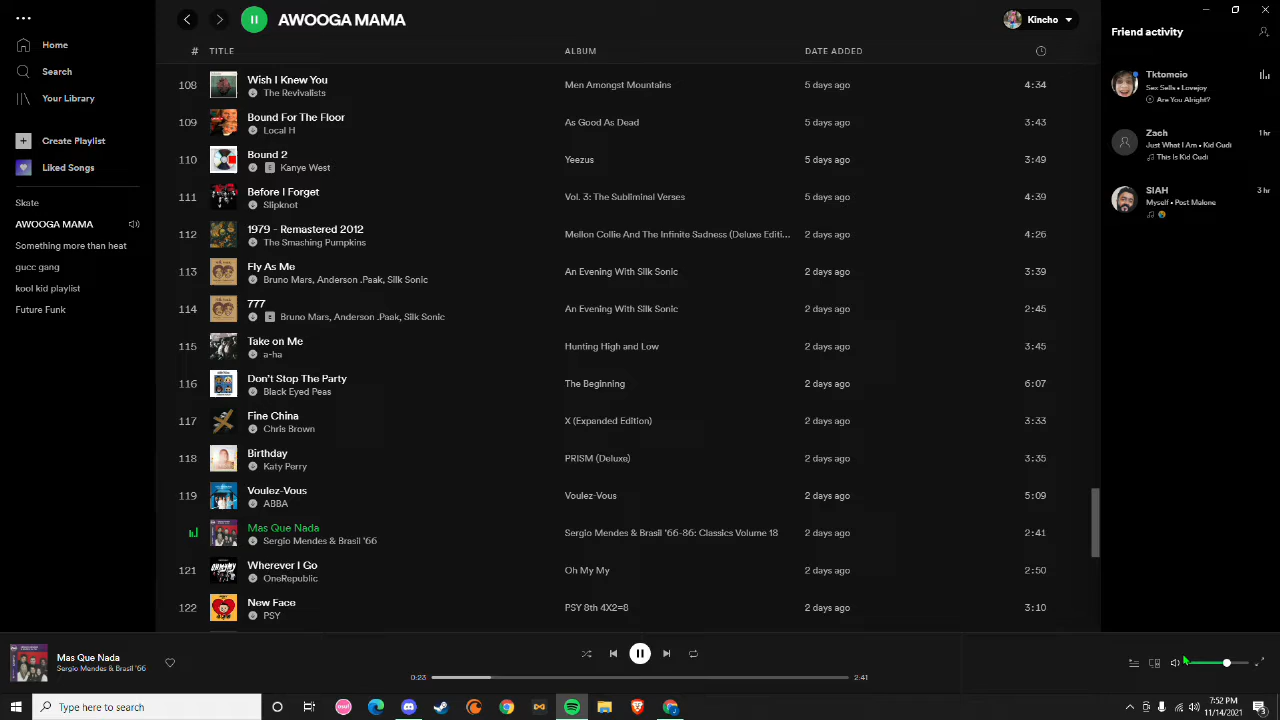 AWOOGA MAMA
Kincho
Home
Search
Your Library
Create Playlist
Liked Songs
Skate
AWOOGA MAMA
Something more than heat
gucc gang
kool kid playlist
Future Funk
# TITLE ALBUM DATE ADDED
108 Wish I Knew You Men Amongst Mountains 5 days ago 4:34
The Revivalists
109 Bound For The Floor As Good As Dead 5 days ago 3:43
Local H
110 Bound 2 Yeezus 5 days ago 3:49
E Kanye West
111 Before I Forget Vol. 3: The Subliminal Verses 5 days ago 4:39
Slipknot
112 1979 - Remastered 2012 Mellon Collie And The Infinite Sadness (Deluxe Editi... 2 days ago 4:26
The Smashing Pumpkins
113 Fly As Me An Evening With Silk Sonic 2 days ago 3:39
Bruno Mars, Anderson .Paak, Silk Sonic
114 777 An Evening With Silk Sonic 2 days ago 2:45
E Bruno Mars, Anderson .Paak, Silk Sonic
115 Take on Me Hunting High and Low 2 days ago 3:45
a-ha
116 Don't Stop The Party The Beginning 2 days ago 6:07
Black Eyed Peas
117 Fine China X (Expanded Edition) 2 days ago 3:33
Chris Brown
118 Birthday PRISM (Deluxe) 2 days ago 3:35
Katy Perry
119 Voulez-Vous Voulez-Vous 2 days ago 5:09
ABBA
Mas Que Nada Sergio Mendes & Brasil '66-86: Classics Volume 18 2 days ago 2:41
Sergio Mendes & Brasil '66
121 Wherever I Go Oh My My 2 days ago 2:50
OneRepublic
122 New Face PSY 8th 4X2=8 2 days ago 3:10
PSY
Friend activity
Tktomcio
Sex Sells • Lovejoy
Are You Alright?
Zach 1 hr
Just What I Am • Kid Cudi
This Is Kid Cudi
SIAH 3 hr
Myself • Post Malone
Mas Que Nada
Sergio Mendes & Brasil '66
0:23 2:41
Type here to search
7:52 PM
11/14/2021